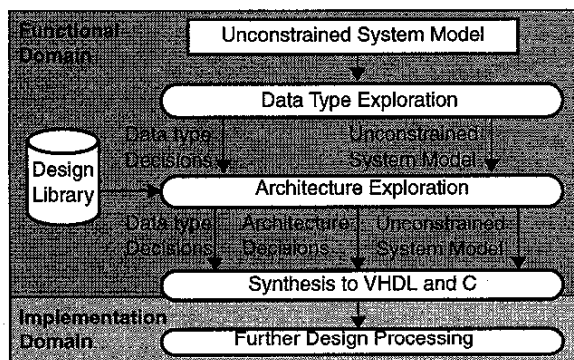 Functional
Domain
Unconstrained System Model
Data Type Exploration
Data type
Decisions
Unconstrained
System Model
Design
Library
Architecture Exploration
Data type
Decisions
Architecture
Decisions
Unconstrained
System Model
Synthesis to VHDL and C
Implementation
Domain
Further Design Processing